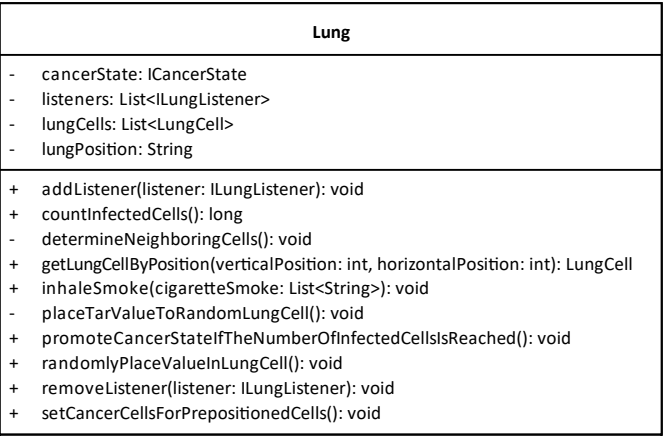 Lung
- cancerState: ICancerState
- listeners: List<ILungListener>
- lungCells: List<LungCell>
- lungPosition: String
+ addListener(listener: ILungListener): void
+ countInfectedCells(): long
- determineNeighboringCells(): void
+ getLungCellByPosition(verticalPosition: int, horizontalPosition: int): LungCell
+ inhaleSmoke(cigaretteSmoke: List<String>): void
- placeTarValueToRandomLungCell(): void
+ promoteCancerStateIfTheNumberOfInfectedCellsIsReached(): void
+ randomlyPlaceValueInLungCell(): void
+ removeListener(listener: ILungListener): void
+ setCancerCellsForPrepositionedCells(): void